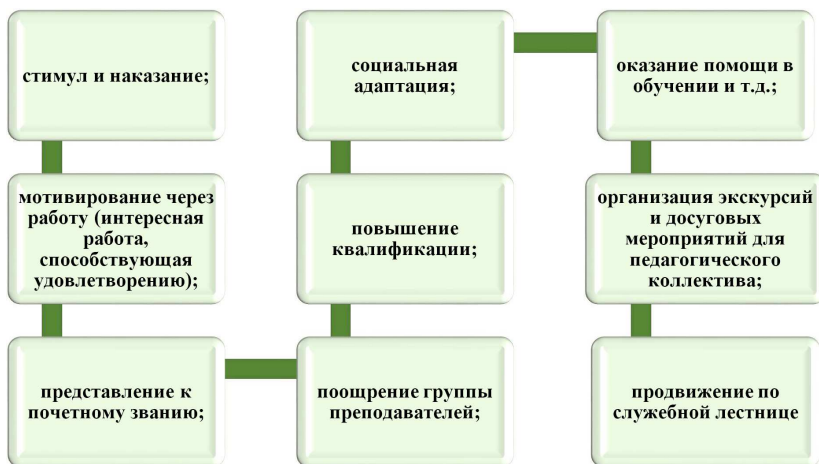 стимул и наказание;
мотивирование через
работу (интересная
работа,
способствующая
удовлетворению);
представление к
почетному званию;
поощрение группы
преподавателей;
повышение
квалификации;
социальная
адаптация;
оказание помощи в
обучении и т.д.;
организация экскурсий
и досуговых
мероприятий для
педагогического
коллектива;
продвижение по
служебной лестнице